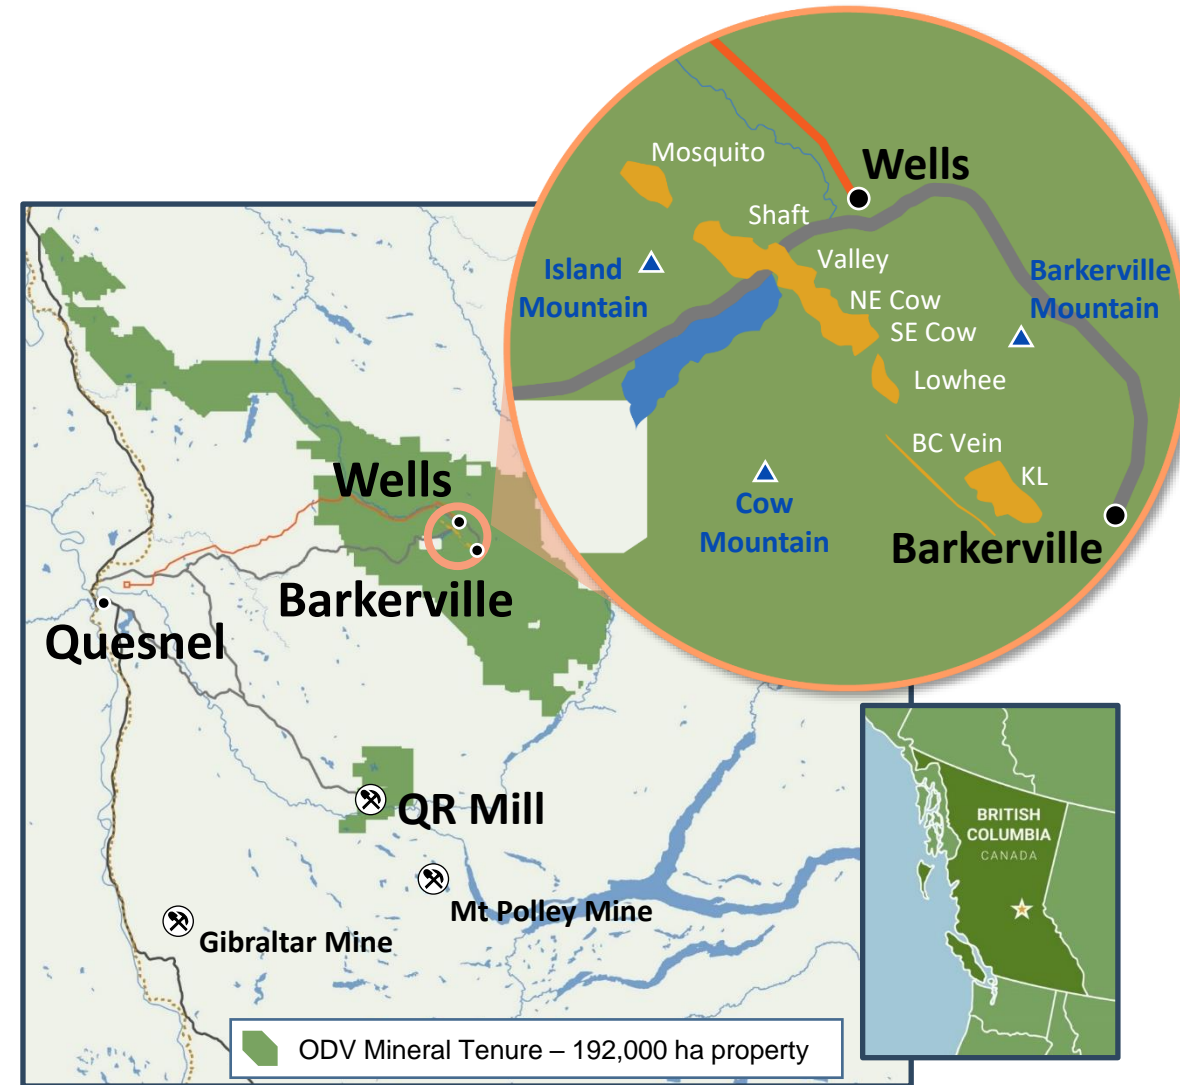 Mosquito
Wells
Shaft
Island
Mountain
Valley
Barkerville
Mountain
NE Cow
SE Cow
Lowhee
BC Vein
KL
Cow
Mountain
Barkerville
Wells
Barkerville
Quesnel
QR Mill
Mt Polley Mine
Gibraltar Mine
BRITISH
COLUMBIA
CANADA
ODV Mineral Tenure – 192,000 ha property